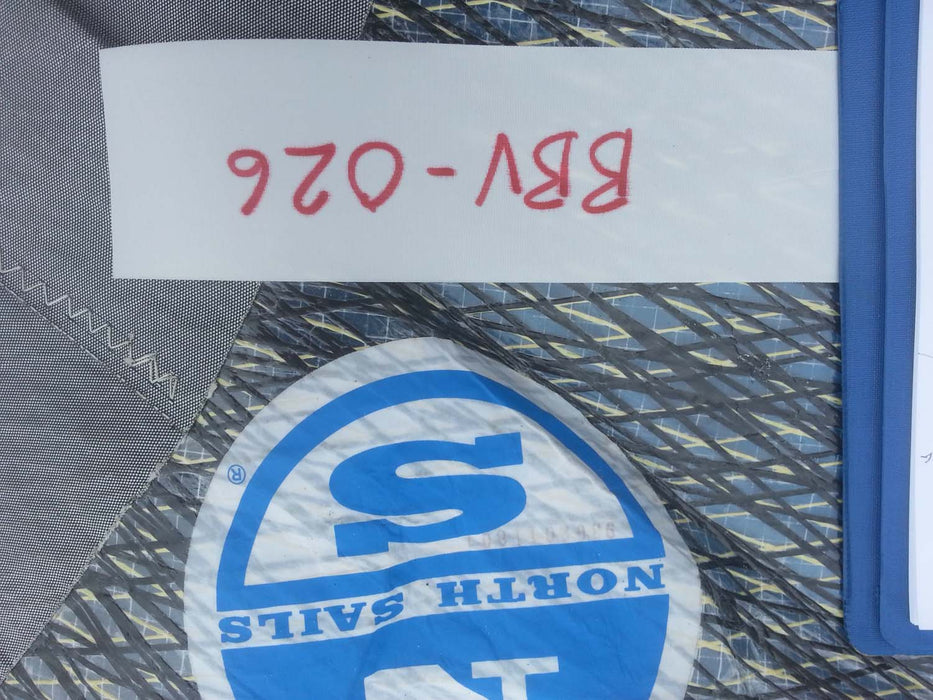 BBV-026
NORTH SAILS
S
®